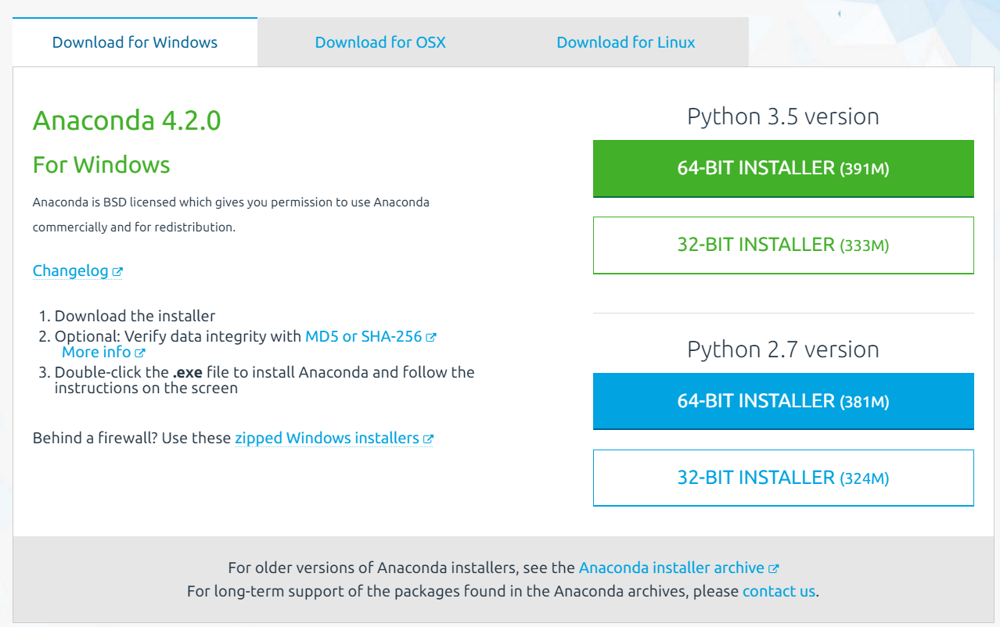 Download for Windows
Download for OSX
Download for Linux
Anaconda 4.2.0
For Windows
Anaconda is BSD licensed which gives you permission to use Anaconda
commercially and for redistribution.
Changelog
1. Download the installer
2. Optional: Verify data integrity with MD5 or SHA-256
More info
3. Double-click the .exe file to install Anaconda and follow the
instructions on the screen
Behind a firewall? Use these zipped Windows installers
Python 3.5 version
64-BIT INSTALLER (391M)
32-BIT INSTALLER (333M)
Python 2.7 version
64-BIT INSTALLER (381M)
32-BIT INSTALLER (324M)
For older versions of Anaconda installers, see the Anaconda installer archive
For long-term support of the packages found in the Anaconda archives, please contact us.